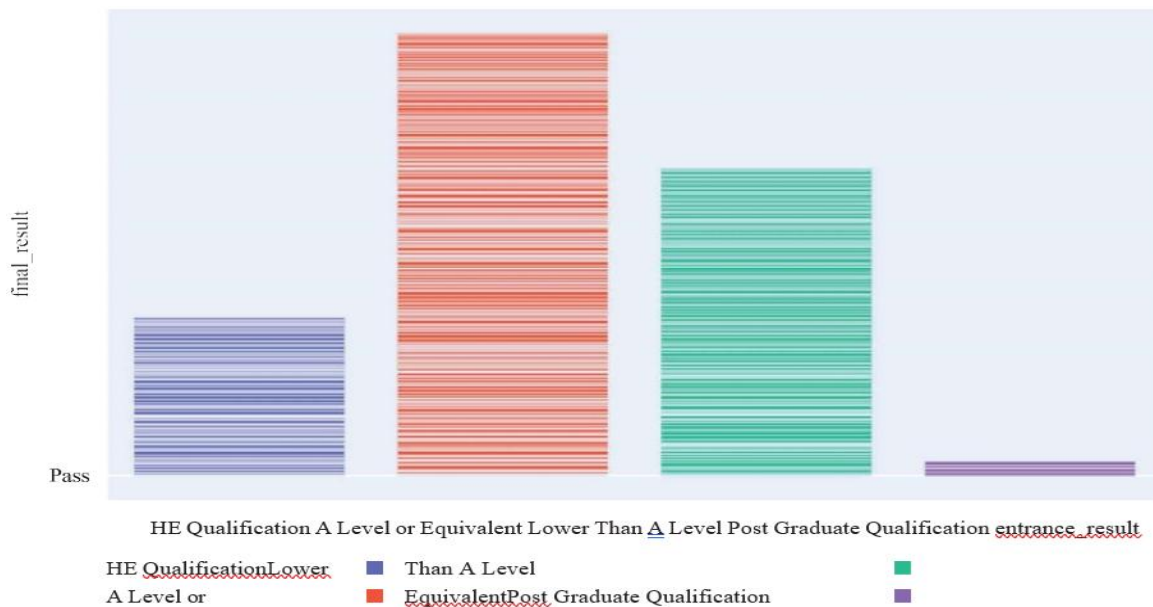 final_result
Pass
HE Qualification A Level or Equivalent Lower Than A Level Post Graduate Qualification entrance_result
HE QualificationLower Than A Level
A Level or EquivalentPost Graduate Qualification